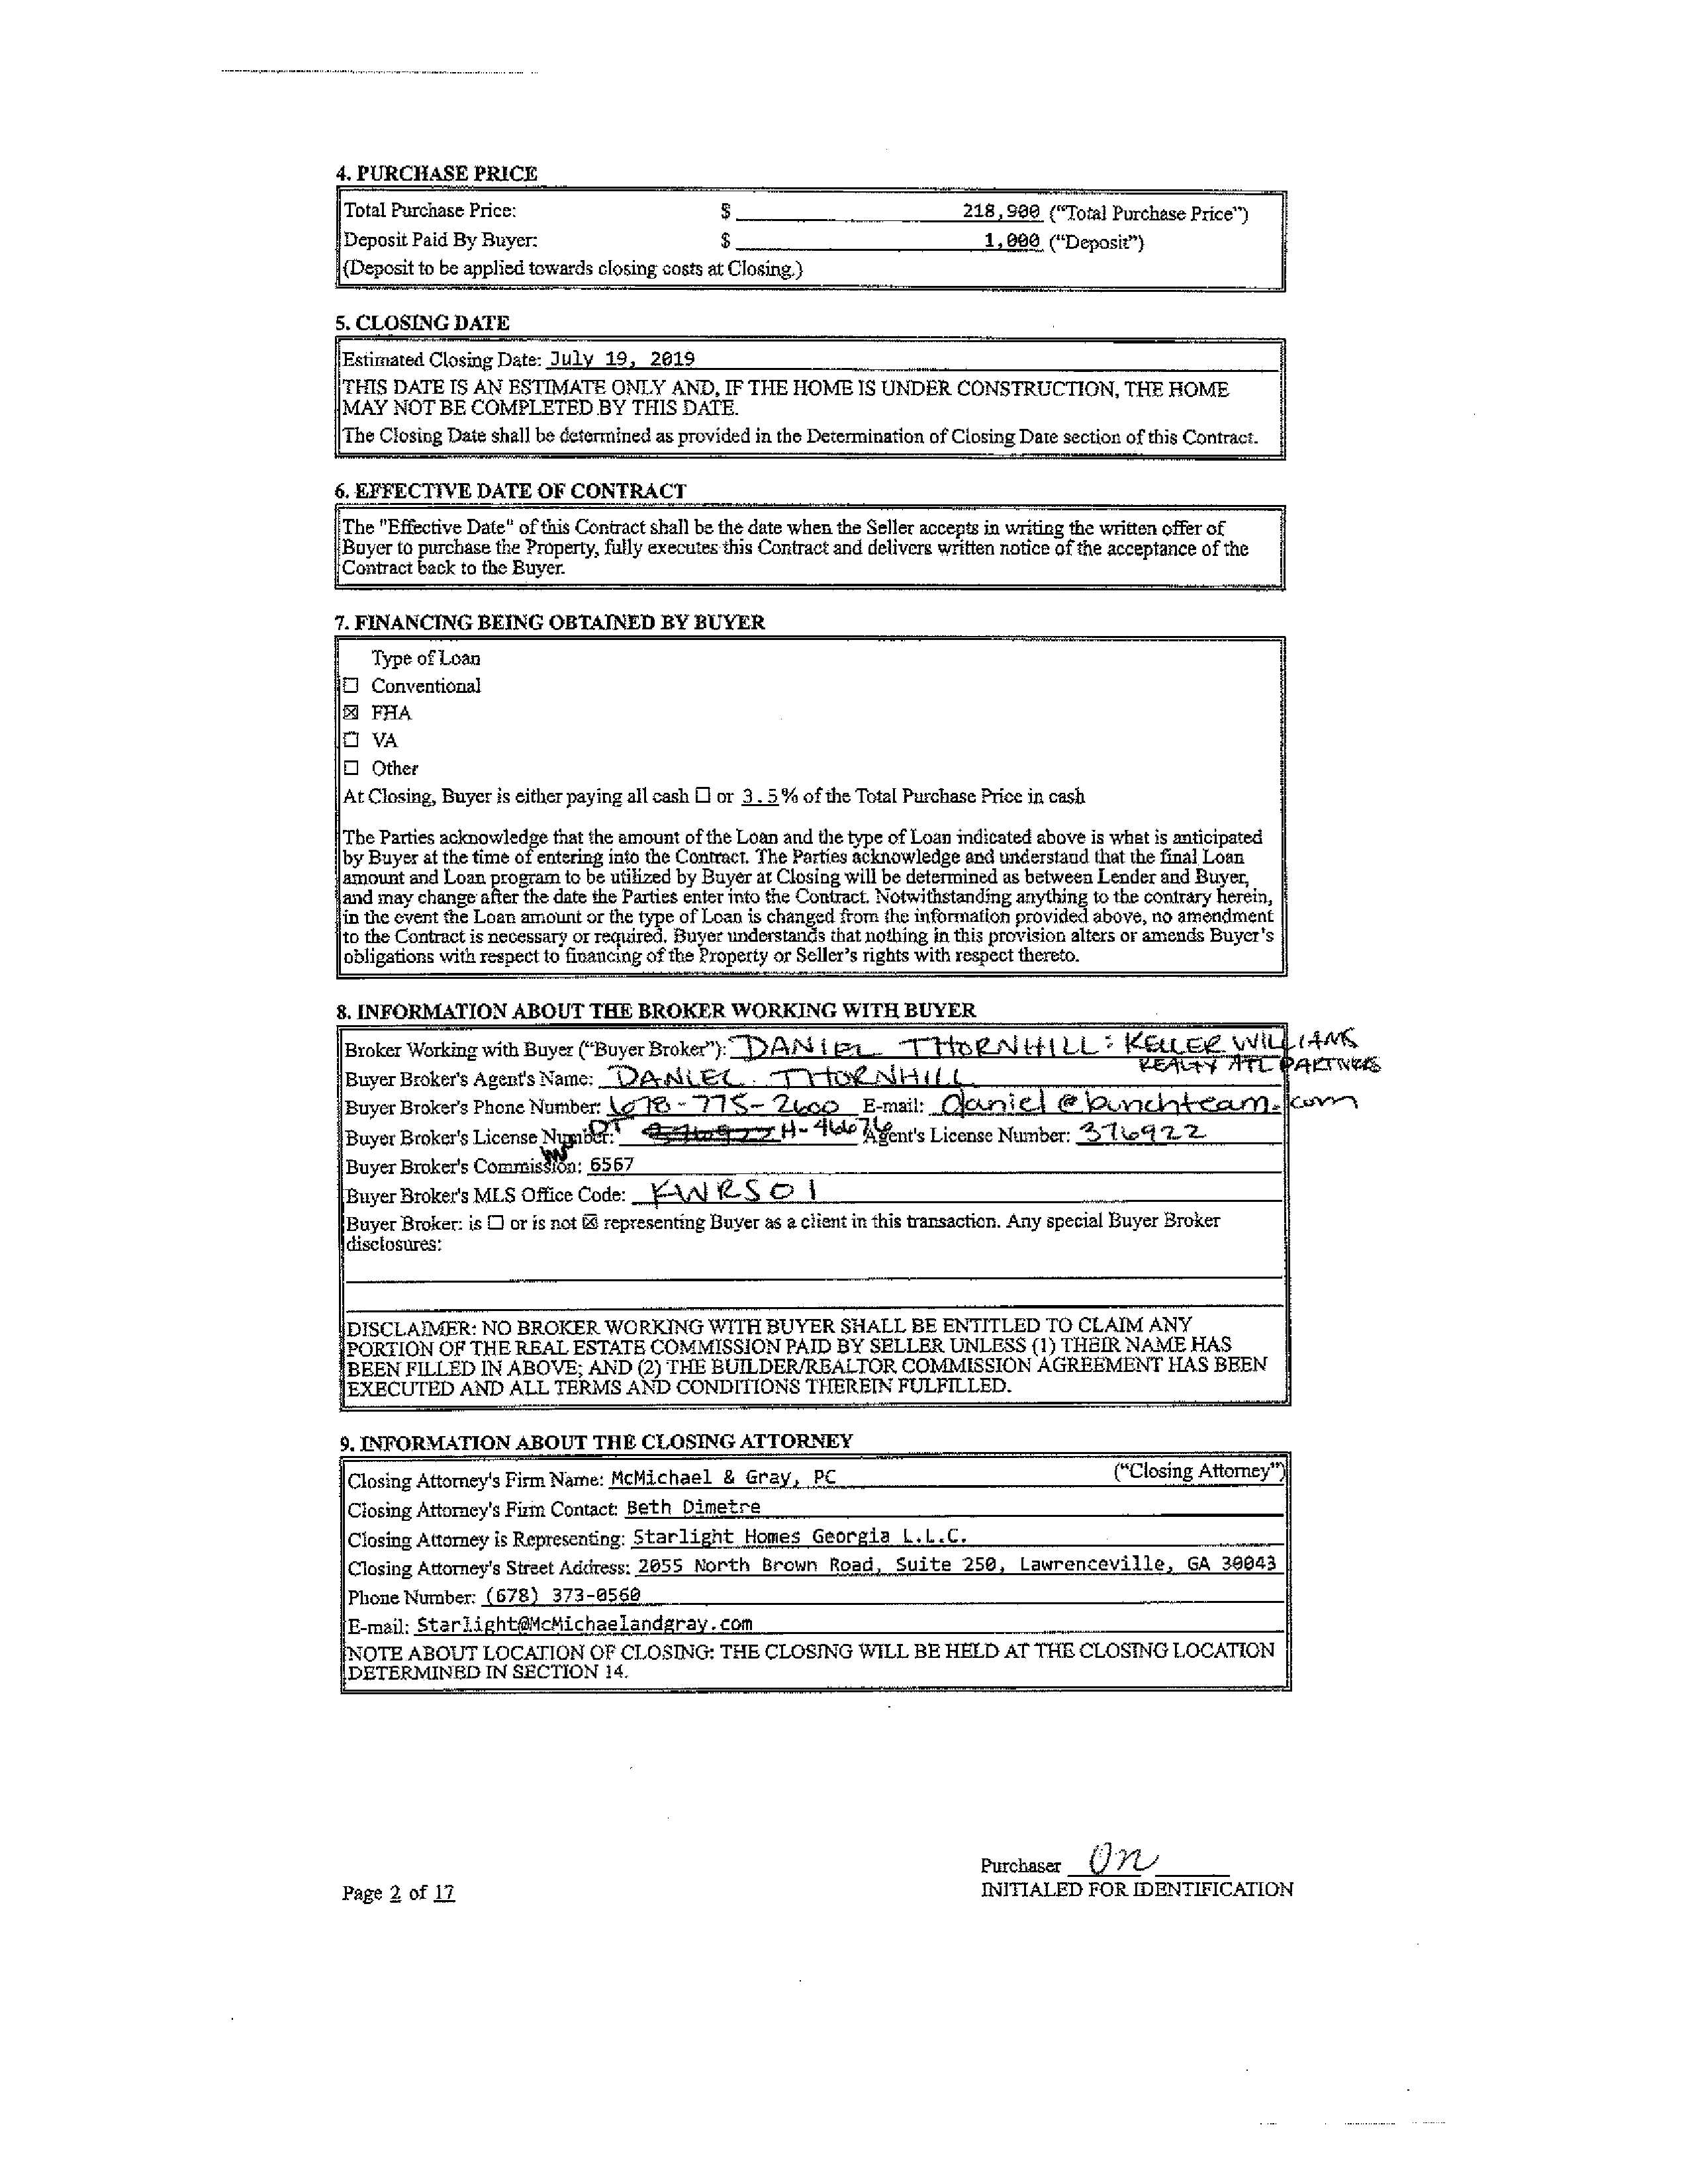 4. PURCHASE PRICE
Total Purchase Price: $ 218,900 ("Total Purchase Price")
Deposit Paid By Buyer: $ 1,000 ("Deposit")
(Deposit to be applied towards closing costs at Closing.)
5. CLOSING DATE
Estimated Closing Date: July 19, 2019
THIS DATE IS AN ESTIMATE ONLY AND, IF THE HOME IS UNDER CONSTRUCTION, THE HOME
MAY NOT BE COMPLETED BY THIS DATE.
The Closing Date shall be determined as provided in the Determination of Closing Date section of this Contract.
6. EFFECTIVE DATE OF CONTRACT
The "Effective Date" of this Contract shall be the date when the Seller accepts in writing the written offer of
Buyer to purchase the Property, fully executes this Contract and delivers written notice of the acceptance of the
Contract back to the Buyer.
7. FINANCING BEING OBTAINED BY BUYER
Type of Loan
☐ Conventional
☒ FHA
☐ VA
☐ Other
At Closing, Buyer is either paying all cash ☐ or 3.5% of the Total Purchase Price in cash
The Parties acknowledge that the amount of the Loan and the type of Loan indicated above is what is anticipated
by Buyer at the time of entering into the Contract. The Parties acknowledge and understand that the final Loan
amount and Loan program to be utilized by Buyer at Closing will be determined as between Lender and Buyer,
and may change after the date the Parties enter into the Contract. Notwithstanding anything to the contrary herein,
in the event the Loan amount or the type of Loan is changed from the information provided above, no amendment
to the Contract is necessary or required. Buyer understands that nothing in this provision alters or amends Buyer's
obligations with respect to financing of the Property or Seller's rights with respect thereto.
8. INFORMATION ABOUT THE BROKER WORKING WITH BUYER
Broker Working with Buyer ("Buyer Broker"): DANIEL THORNHILL: KELLER WILLIAMS
REALTY ATL PARTNERS
Buyer Broker's Agent's Name: DANIEL THORNHILL
Buyer Broker's Phone Number: 678-775-2600 E-mail: daniel@bunchteam.com
Buyer Broker's License Number: DT H-46676 Agent's License Number: 376922
Buyer Broker's Commission: 6567
Buyer Broker's MLS Office Code: KWRS01
Buyer Broker: is ☐ or is not ☒ representing Buyer as a client in this transaction. Any special Buyer Broker
disclosures:
DISCLAIMER: NO BROKER WORKING WITH BUYER SHALL BE ENTITLED TO CLAIM ANY
PORTION OF THE REAL ESTATE COMMISSION PAID BY SELLER UNLESS (1) THEIR NAME HAS
BEEN FILLED IN ABOVE; AND (2) THE BUILDER/REALTOR COMMISSION AGREEMENT HAS BEEN
EXECUTED AND ALL TERMS AND CONDITIONS THEREIN FULFILLED.
9. INFORMATION ABOUT THE CLOSING ATTORNEY
Closing Attorney's Firm Name: McMichael & Gray, PC ("Closing Attorney")
Closing Attorney's Firm Contact: Beth Dimetre
Closing Attorney is Representing: Starlight Homes Georgia L.L.C.
Closing Attorney's Street Address: 2055 North Brown Road, Suite 250, Lawrenceville, GA 30043
Phone Number: (678) 373-0560
E-mail: Starlight@McMichaelandgray.com
NOTE ABOUT LOCATION OF CLOSING: THE CLOSING WILL BE HELD AT THE CLOSING LOCATION
DETERMINED IN SECTION 14.
Purchaser On
Page 2 of 17
INITIALED FOR IDENTIFICATION